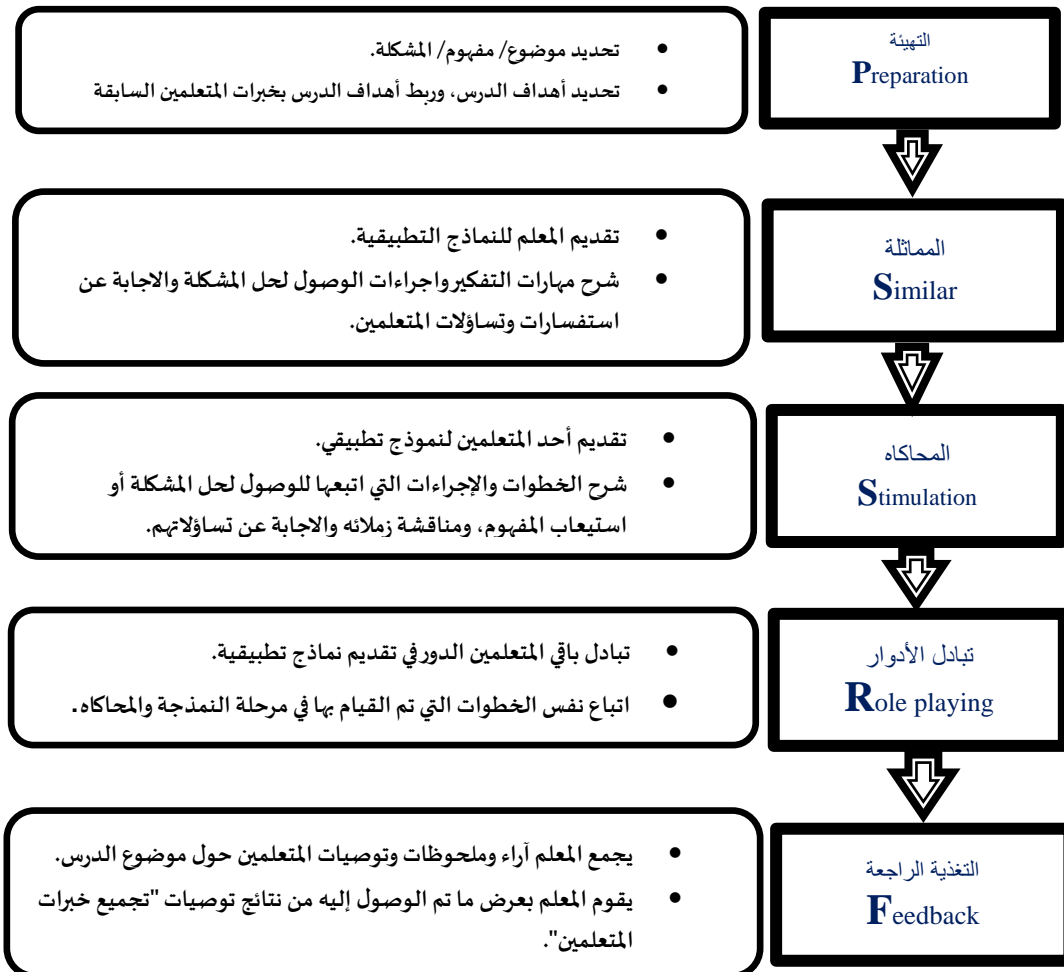 التهيئة
Preparation
• تحديد موضوع/ مفهوم/ المشكلة.
• تحديد أهداف الدرس، وربط أهداف الدرس بخبرات المتعلمين السابقة
المماثلة
Similar
• تقديم المعلم للنماذج التطبيقية.
• شرح مهارات التفكير واجراءات الوصول لحل المشكلة والاجابة عن
استفسارات وتساؤلات المتعلمين.
المحاكاه
Stimulation
• تقديم أحد المتعلمين لنموذج تطبيقي.
• شرح الخطوات والإجراءات التي اتبعها للوصول لحل المشكلة أو
استيعاب المفهوم، ومناقشة زملائه والاجابة عن تساؤلاتهم.
تبادل الأدوار
Role playing
• تبادل باقي المتعلمين الدور في تقديم نماذج تطبيقية.
• اتباع نفس الخطوات التي تم القيام بها في مرحلة النمذجة والمحاكاه.
التغذية الراجعة
Feedback
• يجمع المعلم آراء وملحوظات وتوصيات المتعلمين حول موضوع الدرس.
• يقوم المعلم بعرض ما تم الوصول إليه من نتائج توصيات "تجميع خبرات
المتعلمين".